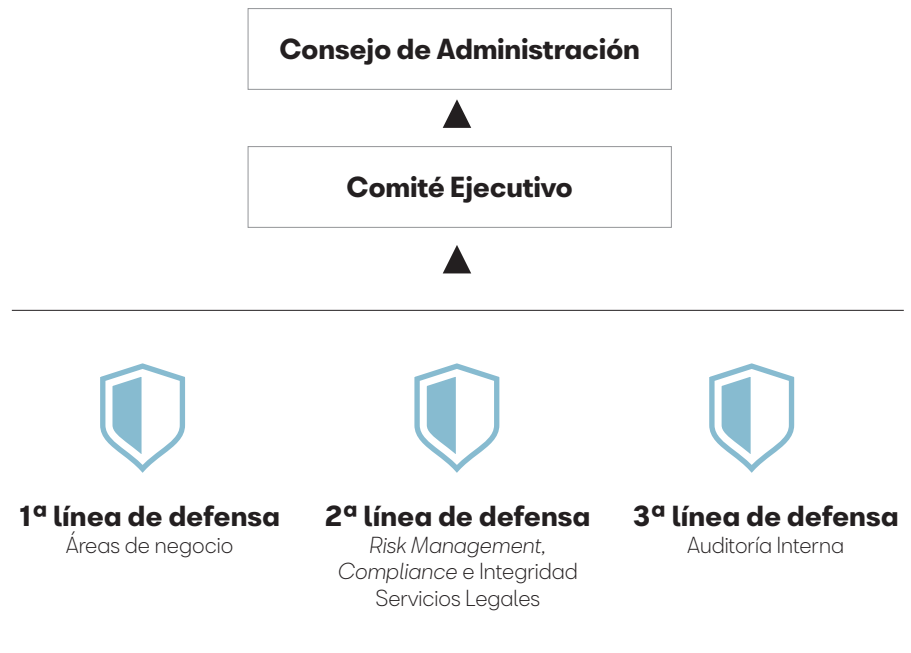 Consejo de Administración
Comité Ejecutivo
1ª línea de defensa
Áreas de negocio
2ª línea de defensa
Risk Management,
Compliance e Integridad
Servicios Legales
3ª línea de defensa
Auditoría Interna